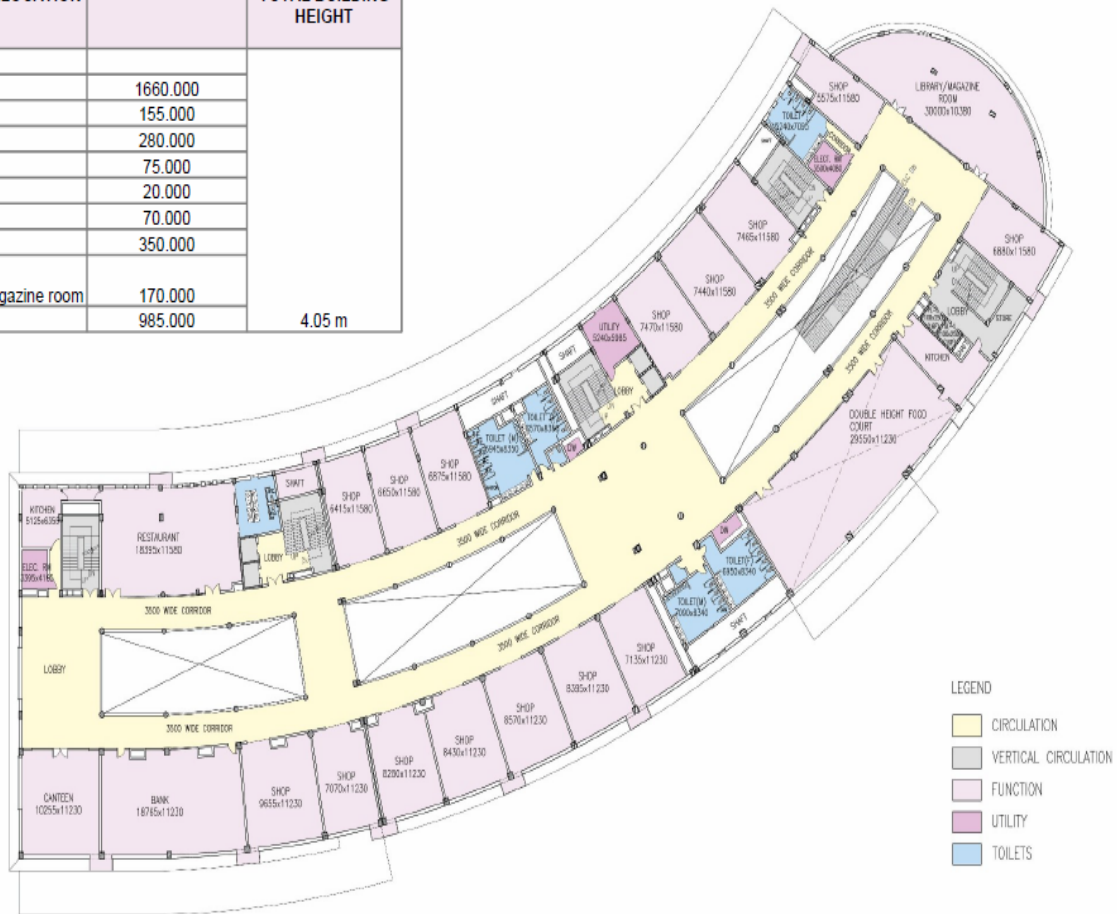 HEIGHT
1660.000
155.000
280.000
75.000
20.000
70.000
350.000
gazine room 170.000
985.000 4.05 m
SHOP
5575x11580
LIBRARY/MAGAZINE
ROOM
30000x10380
TOILET
CORRIDOR
ELECT. RM
SHAFT
SHOP
7465x11580
SHOP
6880x11580
3500 WIDE CORRIDOR
SHOP
7440x11580
LOBBY
STORE
SHOP
7470x11580
UTILITY
3500 WIDE CORRIDOR
KITCHEN
SHAFT
LOBBY
SHAFT
DOUBLE HEIGHT FOOD
COURT
29550x11230
TOILET (M)
SHOP
6875x11580
SHOP
6650x11580
SHOP
6415x11580
SHAFT
3500 WIDE CORRIDOR
KITCHEN
RESTAURANT
18395x11580
ELEC. RM
LOBBY
TOILET(F)
6950x6340
TOILET(M)
7000x6340
SHAFT
3500 WIDE CORRIDOR
3500 WIDE CORRIDOR
LOBBY
3500 WIDE CORRIDOR
SHOP
7135x11230
SHOP
8395x11230
SHOP
8570x11230
SHOP
8430x11230
SHOP
8280x11230
SHOP
7070x11230
SHOP
9655x11230
BANK
18765x11230
CANTEEN
10255x11230
LEGEND
CIRCULATION
VERTICAL CIRCULATION
FUNCTION
UTILITY
TOILETS